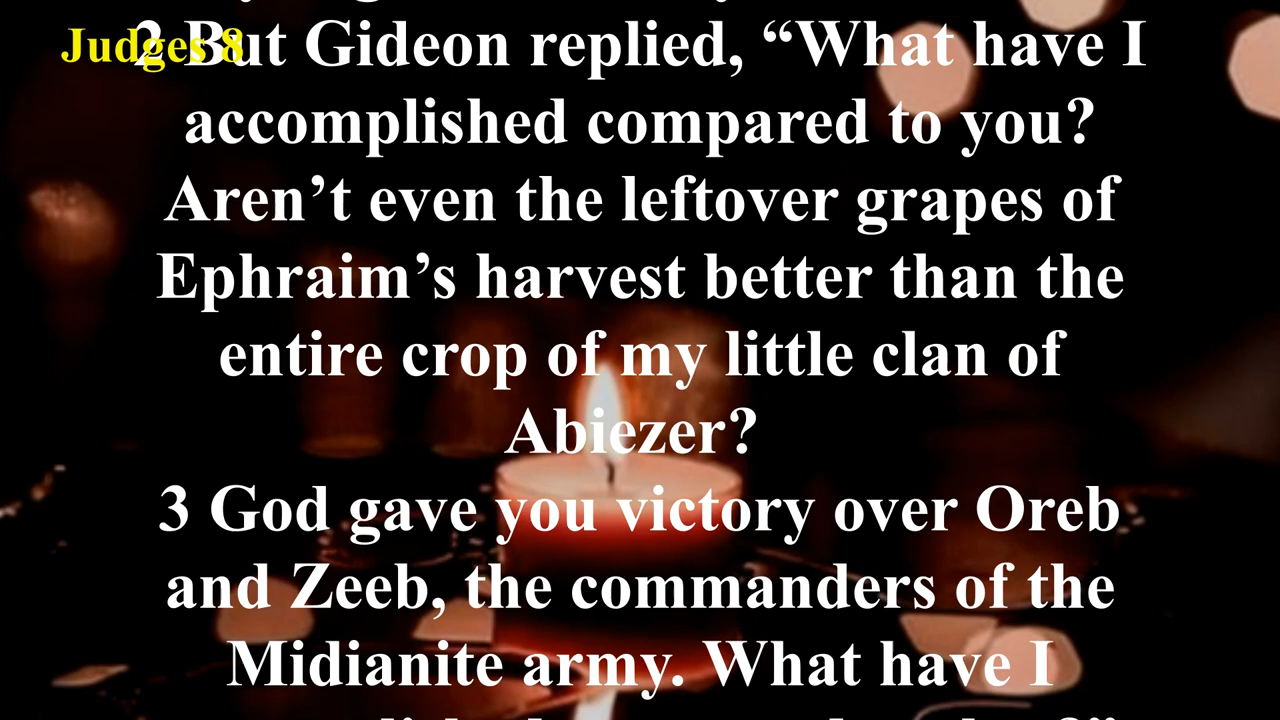 Judges 8
2 But Gideon replied, “What have I
accomplished compared to you?
Aren’t even the leftover grapes of
Ephraim’s harvest better than the
entire crop of my little clan of
Abiezer?
3 God gave you victory over Oreb
and Zeeb, the commanders of the
Midianite army. What have I